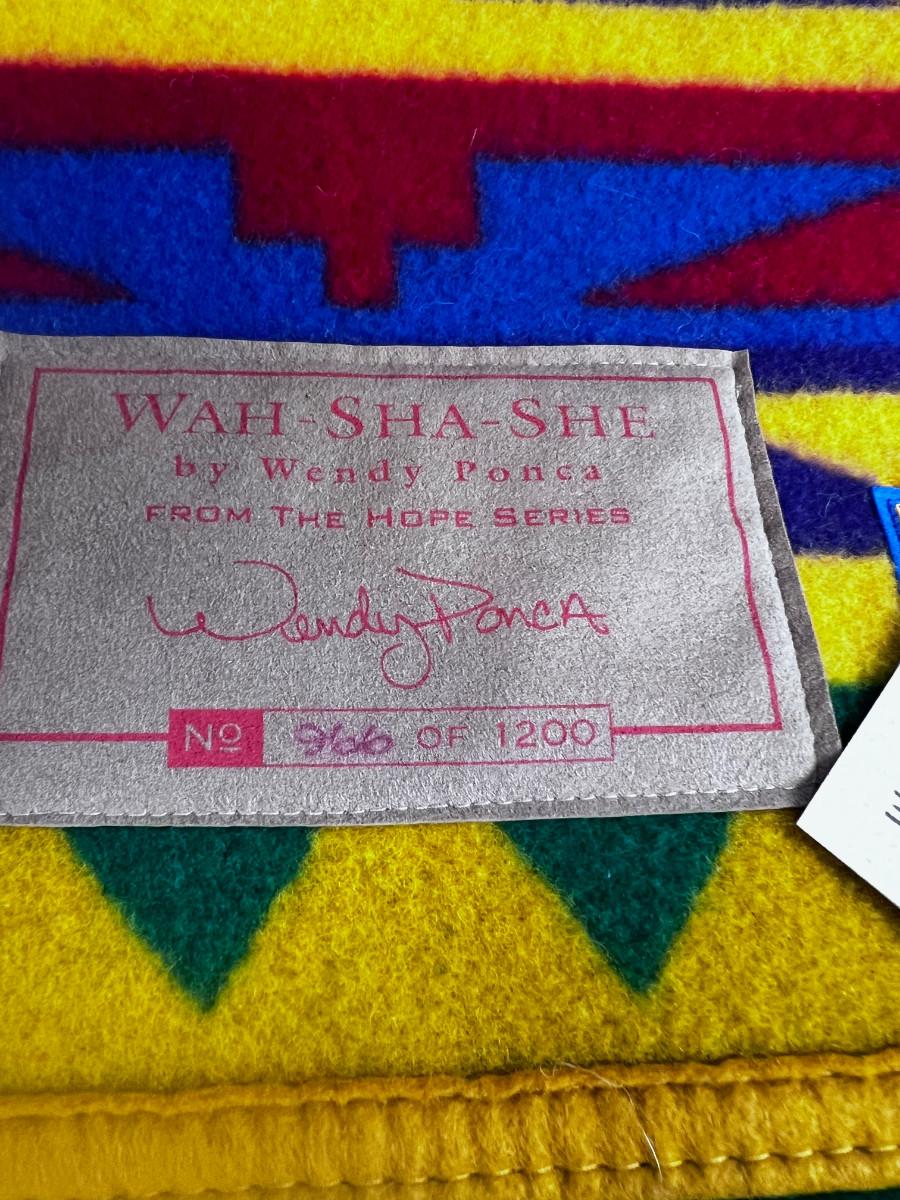 WAH-SHA-SHE
by Wendy Ponca
FROM THE HOPE SERIES
Wendy Ponca
No 966 OF 1200